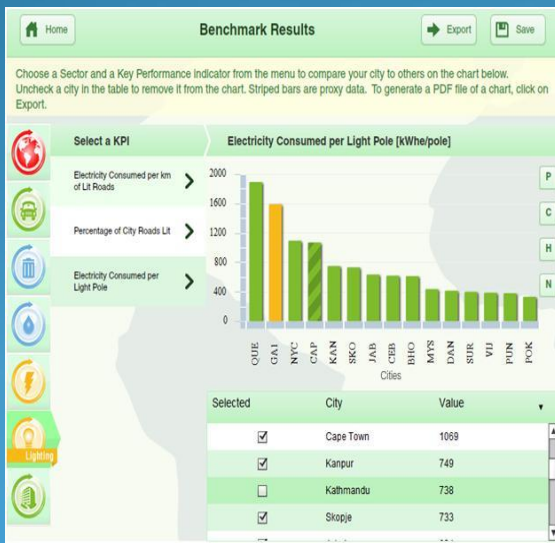 Home
Benchmark Results
Export
Save
Choose a Sector and a Key Performance indicator from the menu to compare your city to others on the chart below.
Uncheck a city in the table to remove it from the chart. Striped bars are proxy data. To generate a PDF file of a chart, click on
Export.
Select a KPI
Electricity Consumed per km
of Lit Roads
Percentage of City Roads Lit
Electricity Consumed per
Light Pole
Lighting
Electricity Consumed per Light Pole [kWhe/pole]
2000
1600
1200
800
400
0
QUE GAI NYC CAP KAN SKO JAB CEB BHO MYS DAN SUR VIJ PUN POK
Cities
P
C
H
N
Selected City Value
Cape Town 1069
Kanpur 749
Kathmandu 738
Skopje 733